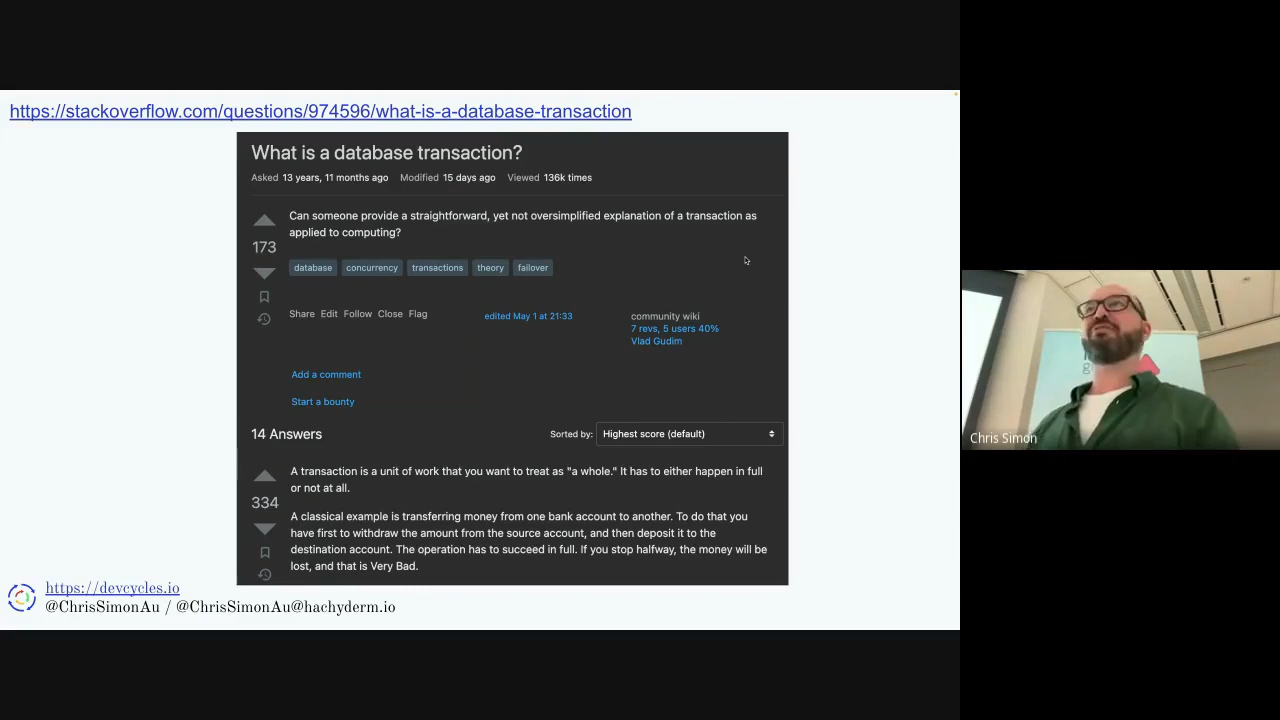 https://stackoverflow.com/questions/974596/what-is-a-database-transaction
What is a database transaction?
Asked 13 years, 11 months ago Modified 15 days ago Viewed 136k times
Can someone provide a straightforward, yet not oversimplified explanation of a transaction as
applied to computing?
173
database concurrency transactions theory failover
Share Edit Follow Close Flag
edited May 1 at 21:33
community wiki
7 revs, 5 users 40%
Vlad Gudim
Add a comment
Start a bounty
14 Answers
Sorted by: Highest score (default)
A transaction is a unit of work that you want to treat as "a whole." It has to either happen in full
or not at all.
334
A classical example is transferring money from one bank account to another. To do that you
have first to withdraw the amount from the source account, and then deposit it to the
destination account. The operation has to succeed in full. If you stop halfway, the money will be
lost, and that is Very Bad.
https://devcycles.io
@ChrisSimonAu / @ChrisSimonAu@hachyderm.io
Chris Simon